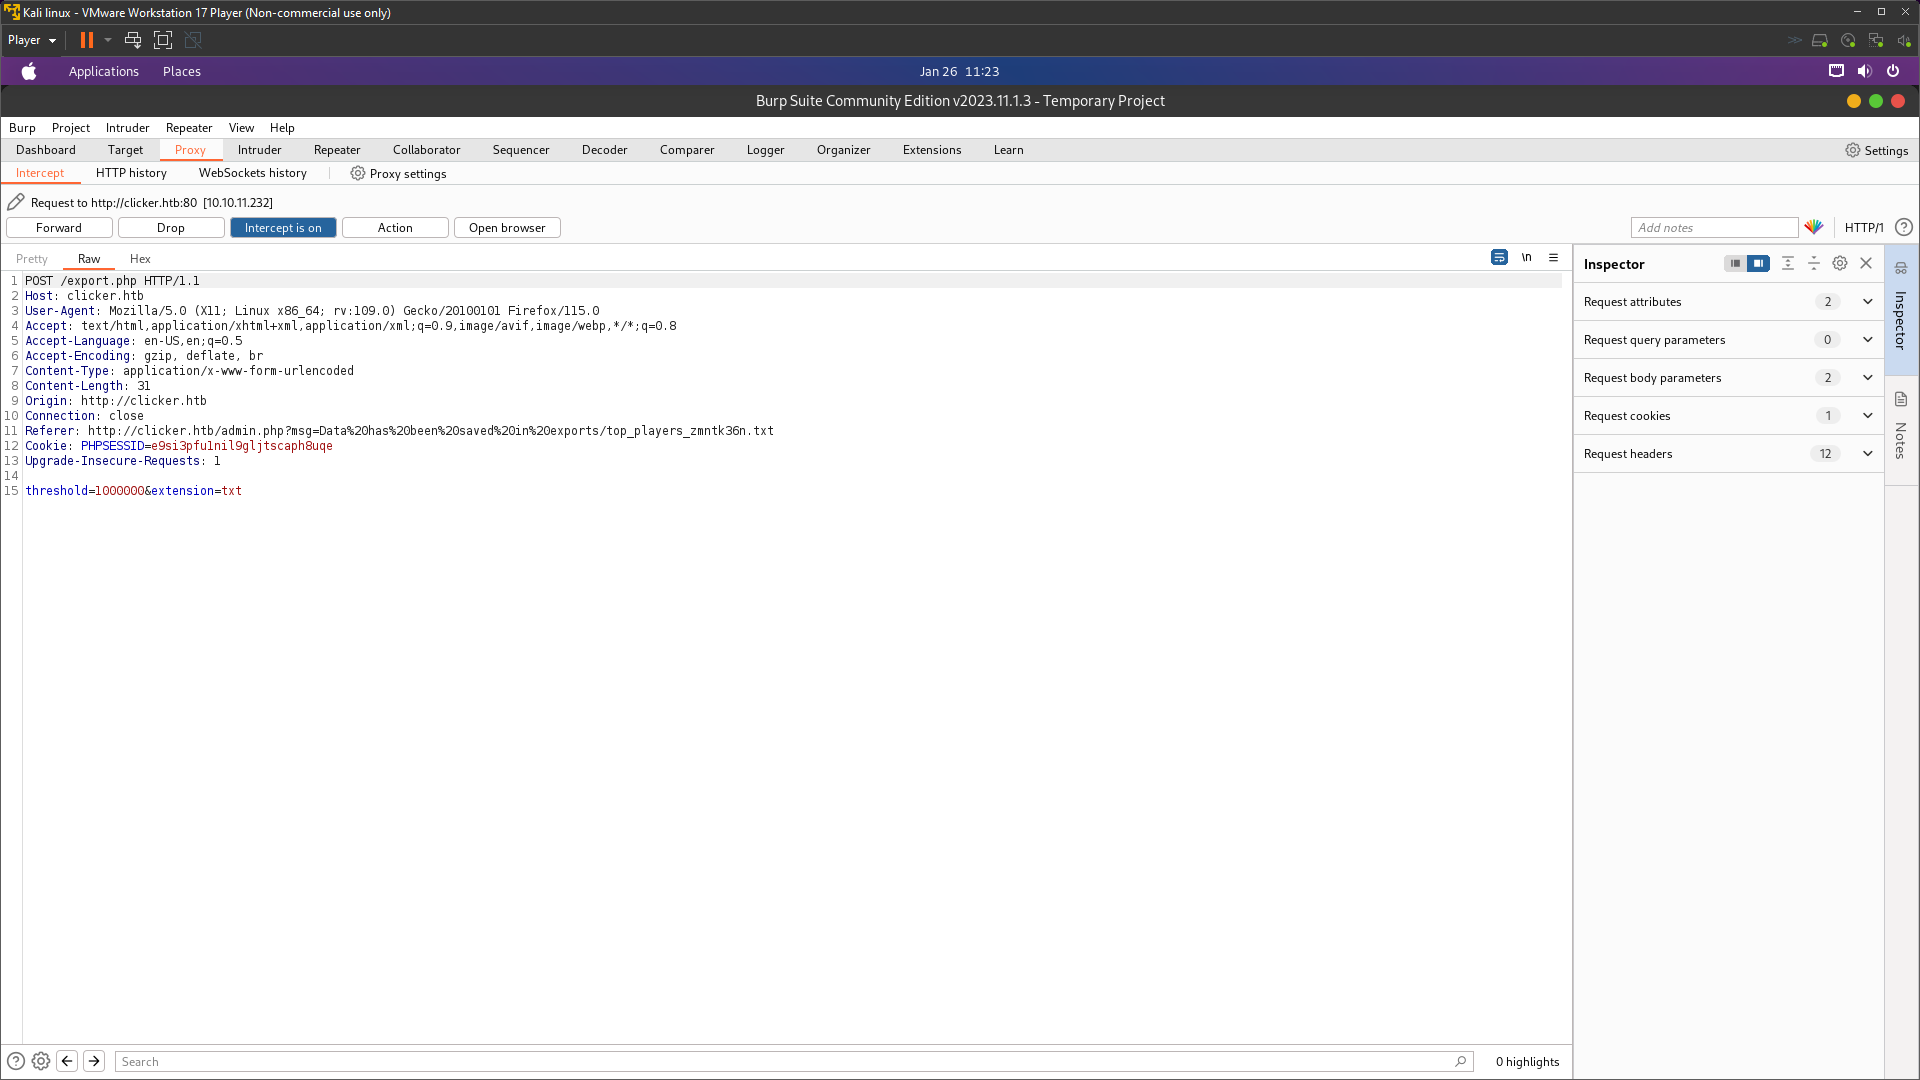 Kali linux - VMware Workstation 17 Player (Non-commercial use only)
Player
Applications Places Jan 26 11:23
Burp Suite Community Edition v2023.11.1.3 - Temporary Project
Burp Project Intruder Repeater View Help
Dashboard Target Proxy Intruder Repeater Collaborator Sequencer Decoder Comparer Logger Organizer Extensions Learn Settings
Intercept HTTP history WebSockets history Proxy settings
Request to http://clicker.htb:80 [10.10.11.232]
Forward Drop Intercept is on Action Open browser Add notes HTTP/1 ?
Pretty Raw Hex \n
1 POST /export.php HTTP/1.1
2 Host: clicker.htb
3 User-Agent: Mozilla/5.0 (X11; Linux x86_64; rv:109.0) Gecko/20100101 Firefox/115.0
4 Accept: text/html,application/xhtml+xml,application/xml;q=0.9,image/avif,image/webp,*/*;q=0.8
5 Accept-Language: en-US,en;q=0.5
6 Accept-Encoding: gzip, deflate, br
7 Content-Type: application/x-www-form-urlencoded
8 Content-Length: 31
9 Origin: http://clicker.htb
10 Connection: close
11 Referer: http://clicker.htb/admin.php?msg=Data%20has%20been%20saved%20in%20exports/top_players_zmntk36n.txt
12 Cookie: PHPSESSID=e9si3pfu1nil9gljtscaph8uqe
13 Upgrade-Insecure-Requests: 1
14
15 threshold=1000000&extension=txt
Inspector
Request attributes 2
Request query parameters 0
Request body parameters 2
Request cookies 1
Request headers 12
Inspector
Notes
? Search 0 highlights